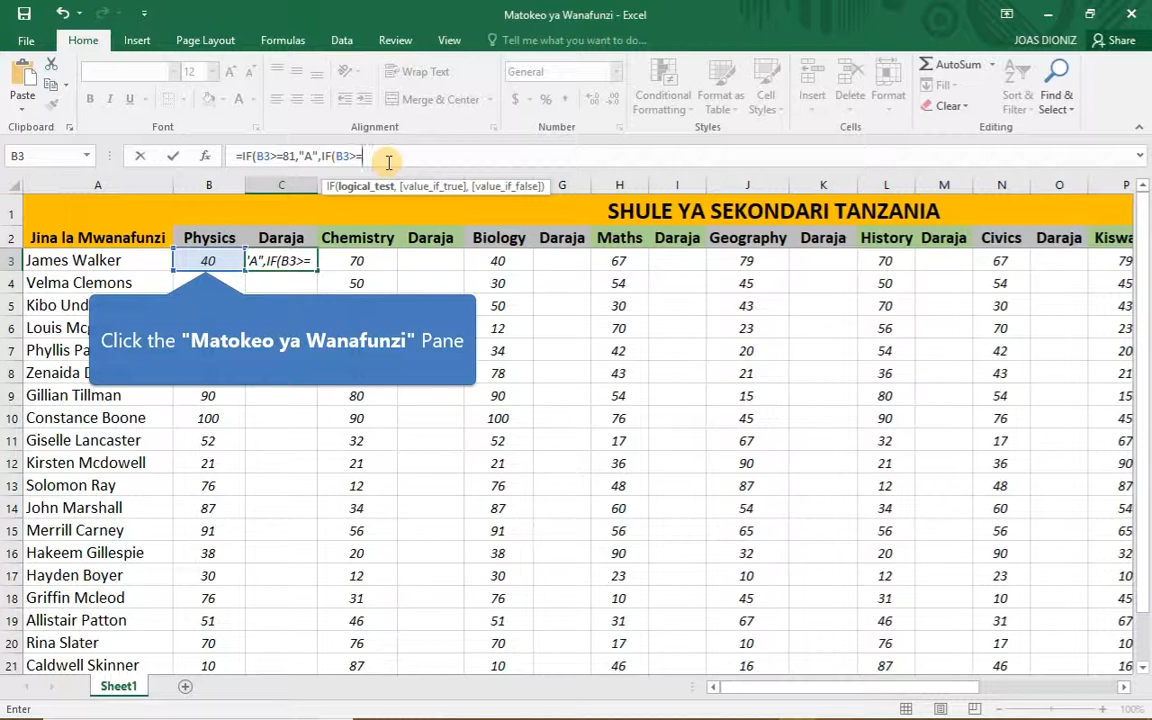 Matokeo ya Wanafunzi - Excel
File Home Insert Page Layout Formulas Data Review View Tell me what you want to do... JOAS DIONIZ Share
Paste
Clipboard
12
B I U
Font
Wrap Text
Merge & Center
Alignment
General
$ % ,
Number
Conditional Formatting
Format as Table
Cell Styles
Styles
Insert Delete Format
Cells
AutoSum
Fill
Clear
Sort & Filter
Find & Select
Editing
B3 fx =IF(B3>=81,"A",IF(B3>=
IF(logical_test, [value_if_true], [value_if_false])
A B C G H I J K L M N O P
1 SHULE YA SEKONDARI TANZANIA
2 Jina la Mwanafunzi Physics Daraja Chemistry Daraja Biology Daraja Maths Daraja Geography Daraja History Daraja Civics Daraja Kiswa
3 James Walker 40 "A",IF(B3>= 70 40 67 79 70 67 79
4 Velma Clemons 50 30 54 45 50 54 45
5 Kibo Und 50 30 43 70 30 43
6 Louis Mc 12 70 23 56 70 23
7 Phyllis Pa 34 42 20 54 42 20
8 Zenaida D 78 43 21 36 43 21
Click the "Matokeo ya Wanafunzi" Pane
9 Gillian Tillman 90 80 90 54 15 80 54 15
10 Constance Boone 100 90 100 76 45 90 76 45
11 Giselle Lancaster 52 32 52 17 67 32 17 67
12 Kirsten Mcdowell 21 21 21 36 90 21 36 90
13 Solomon Ray 76 12 76 48 87 12 48 87
14 John Marshall 87 34 87 60 54 34 60 54
15 Merrill Carney 91 56 91 56 65 56 56 65
16 Hakeem Gillespie 38 20 38 90 32 20 90 32
17 Hayden Boyer 30 12 30 23 10 12 23 10
18 Griffin Mcleod 76 31 76 10 45 31 10 45
19 Allistair Patton 51 46 51 31 67 46 31 67
20 Rina Slater 70 76 70 17 10 76 17 10
21 Caldwell Skinner 10 87 10 46 16 87 46 16
Sheet1
Enter 100%